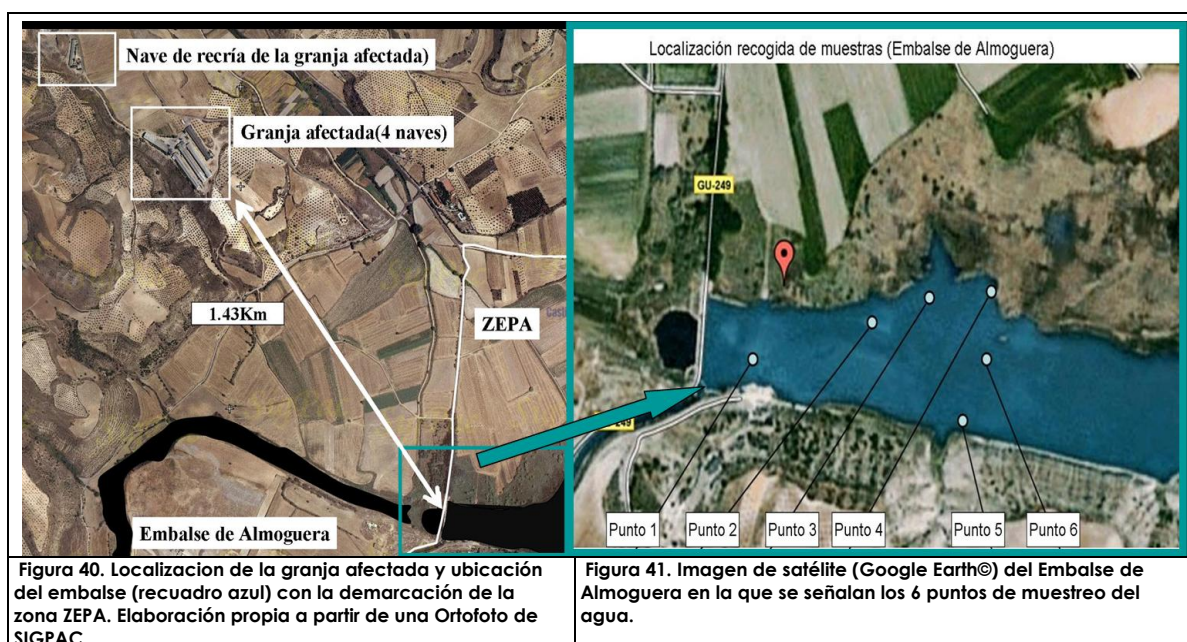 Nave de recría de la granja afectada)
Granja afectada(4 naves)
1.43Km
ZEPA
Embalse de Almoguera
Localización recogida de muestras (Embalse de Almoguera)
GU-249
Punto 1
Punto 2
Punto 3
Punto 4
Punto 5
Punto 6
Figura 40. Localizacion de la granja afectada y ubicación
del embalse (recuadro azul) con la demarcación de la
zona ZEPA. Elaboración propia a partir de una Ortofoto de
SIGPAC
Figura 41. Imagen de satélite (Google Earth©) del Embalse de
Almoguera en la que se señalan los 6 puntos de muestreo del
agua.